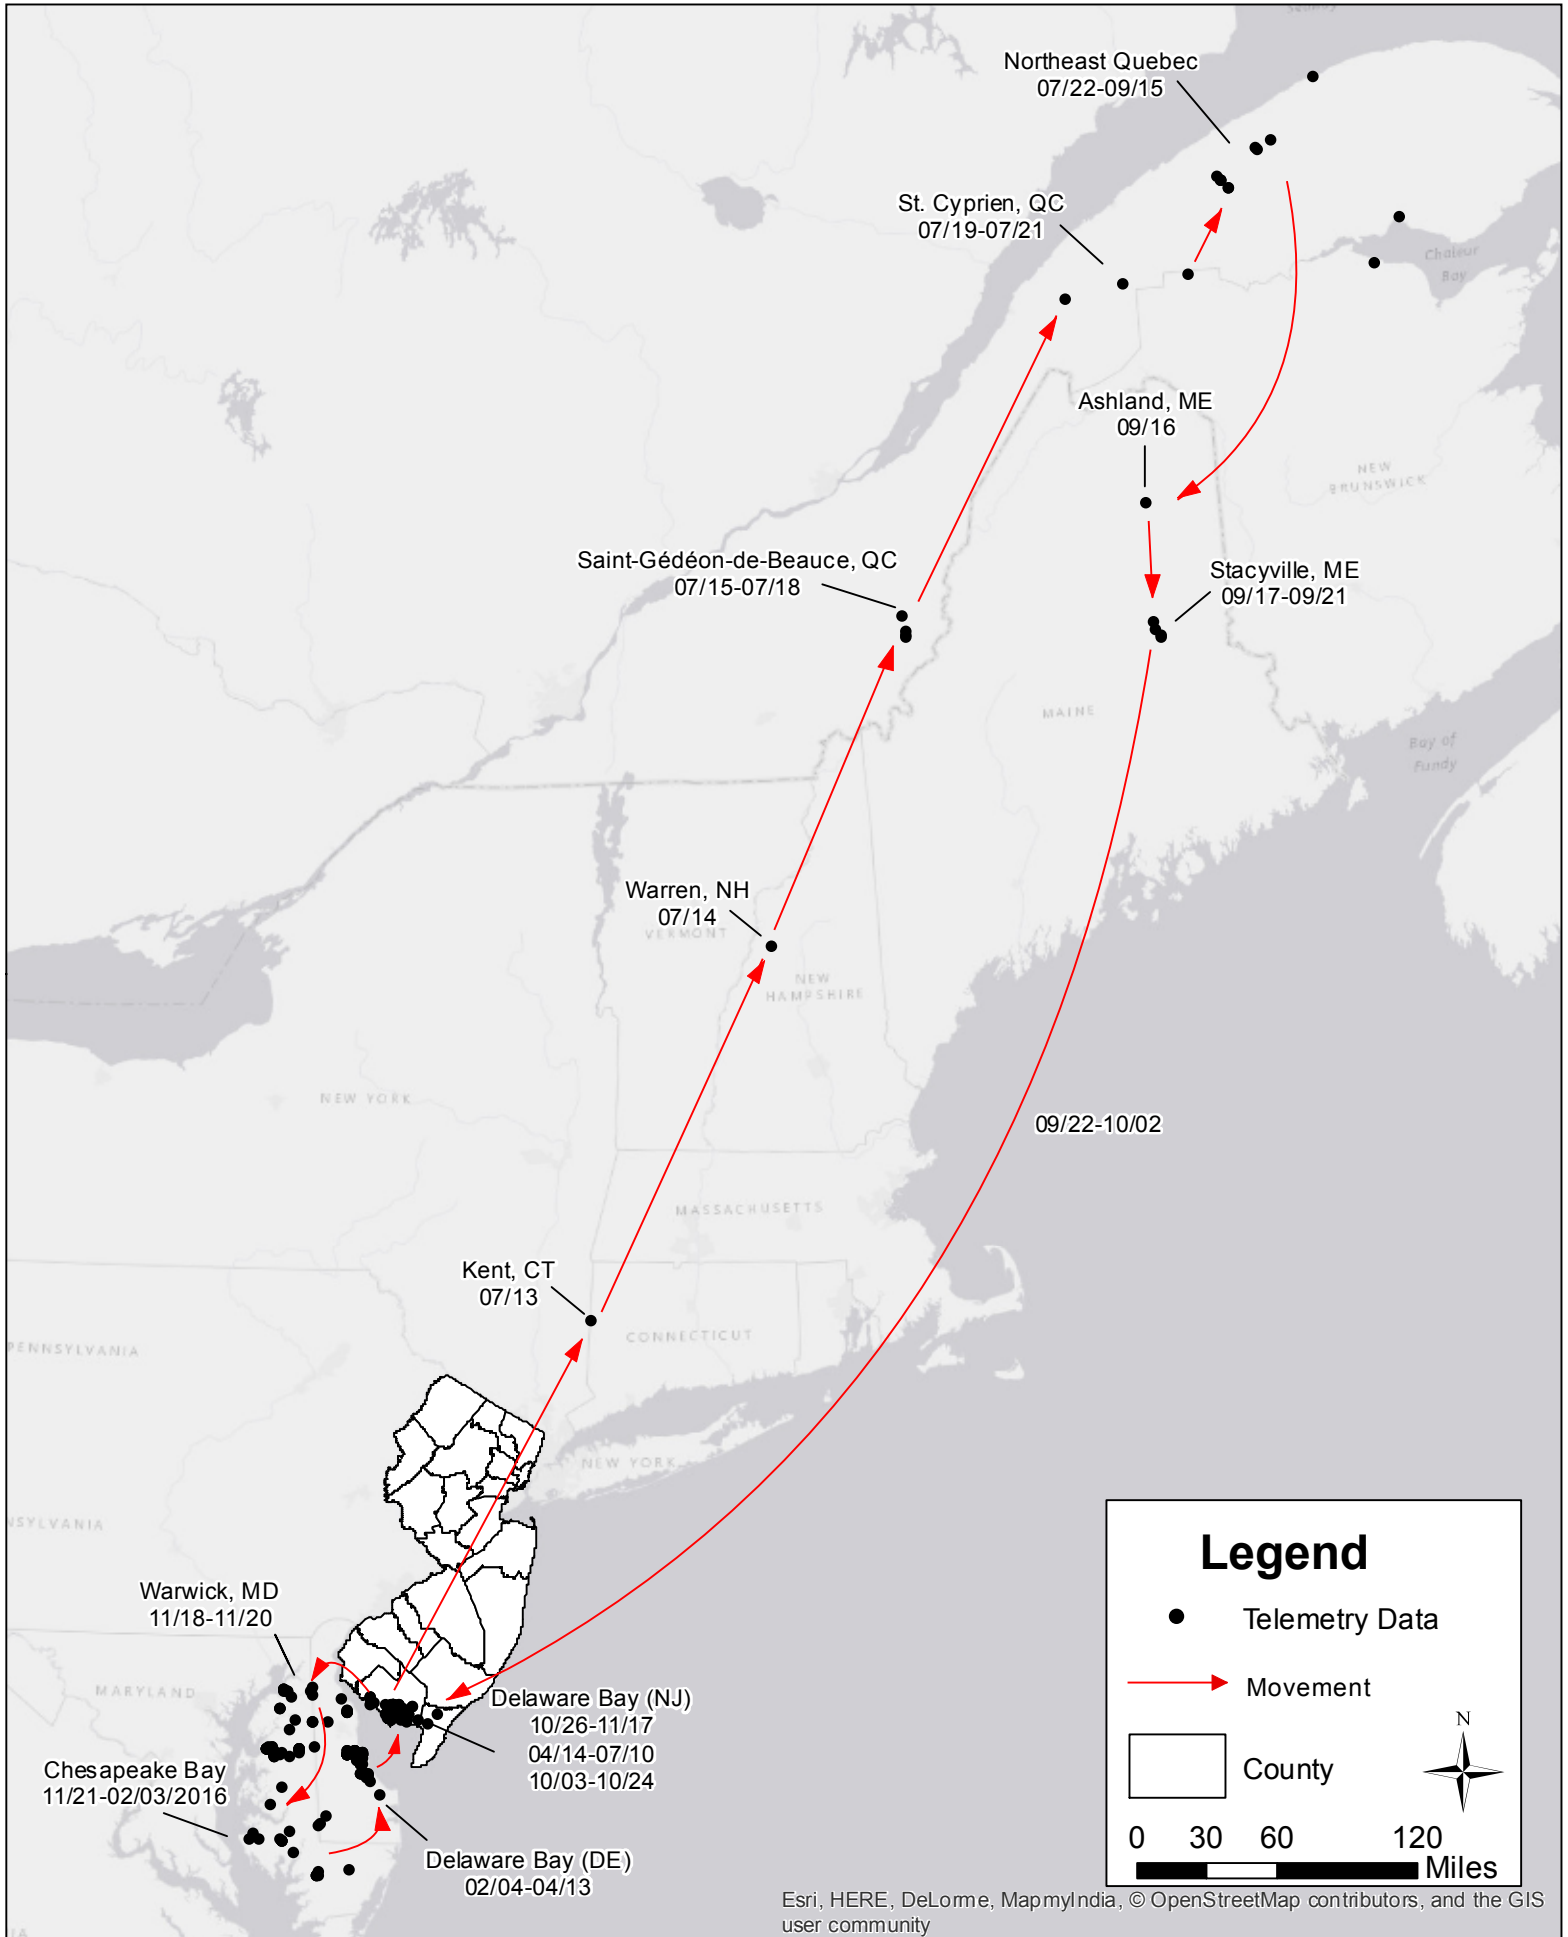 Seaway
Northeast Quebec
07/22-09/15
St. Cyprien, QC
07/19-07/21
Chaleur
Bay
Ashland, ME
09/16
NEW
BRUNSWICK
Saint-Gédéon-de-Beauce, QC
07/15-07/18
Stacyville, ME
09/17-09/21
MAINE
Bay of
Fundy
Warren, NH
07/14
VERMONT
NEW
HAMPSHIRE
NEW YORK
09/22-10/02
MASSACHUSETTS
Kent, CT
07/13
CONNECTICUT
PENNSYLVANIA
NEW YORK
NSYLVANIA
Warwick, MD
11/18-11/20
MARYLAND
Delaware Bay (NJ)
10/26-11/17
04/14-07/10
10/03-10/24
Chesapeake Bay
11/21-02/03/2016
Delaware Bay (DE)
02/04-04/13
Legend
Telemetry Data
Movement
N
County
0 30 60 120
Miles
Esri, HERE, DeLorme, MapmyIndia, © OpenStreetMap contributors, and the GIS
user community